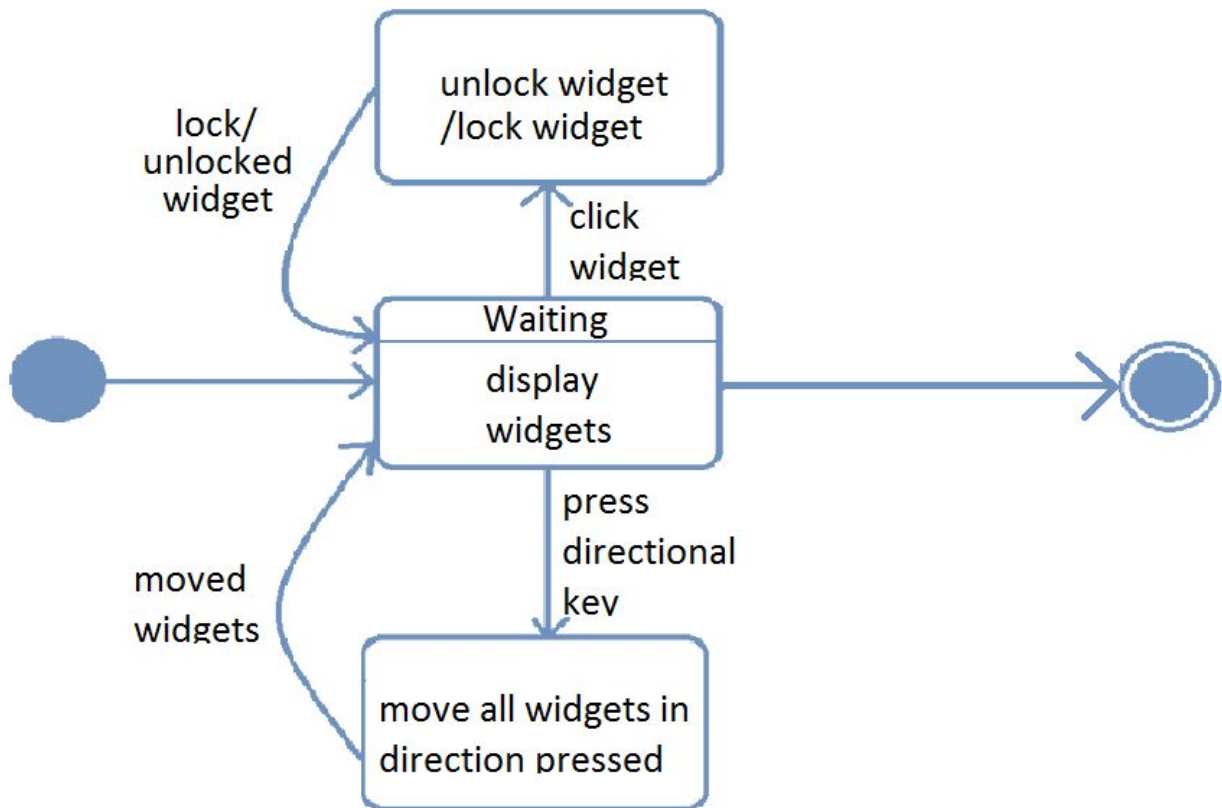 unlock widget
/lock widget
lock/
unlocked
widget
click
widget
Waiting
display
widgets
press
directional
key
moved
widgets
move all widgets in
direction pressed